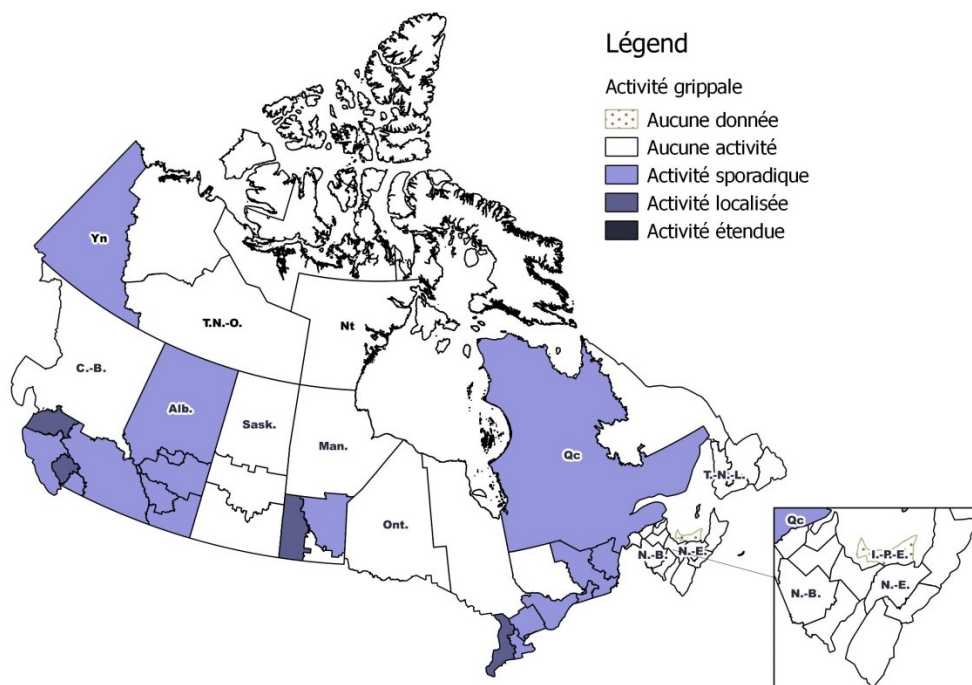 Légend
Activité grippale
Aucune donnée
Aucune activité
Activité sporadique
Activité localisée
Activité étendue
Yn
T.N.-O.
Nt
C.-B.
Alb.
Sask.
Man.
Qc
Ont.
T.-N.-L.
N.-B.
N.-E.
Qc
I.-P.-E.
N.-B.
N.-E.